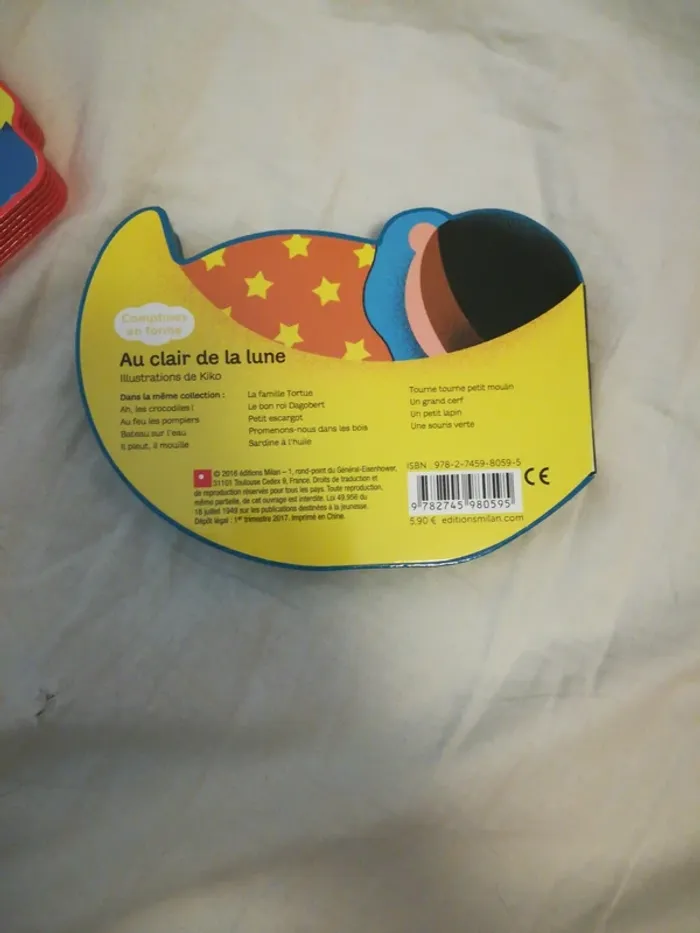 Comptines
en forme
Au clair de la lune
Illustrations de Kiko
Dans la même collection :
Ah, les crocodiles !
Au feu les pompiers
Bateau sur l'eau
Il pleut, il mouille
La famille Tortue
Le bon roi Dagobert
Petit escargot
Promenons-nous dans les bois
Sardine à l'huile
Tourne tourne petit moulin
Un grand cerf
Un petit lapin
Une souris verte
© 2016 éditions Milan – 1, rond-point du Général-Eisenhower,
31101 Toulouse Cedex 9, France. Droits de traduction et
de reproduction réservés pour tous les pays. Toute reproduction,
même partielle, de cet ouvrage est interdite. Loi 49.956 du
16 juillet 1949 sur les publications destinées à la jeunesse.
Dépôt légal : 1er trimestre 2017. Imprimé en Chine.
ISBN : 978-2-7459-8059-5
CE
9 782745 980595
5,90 € editionsmilan.com